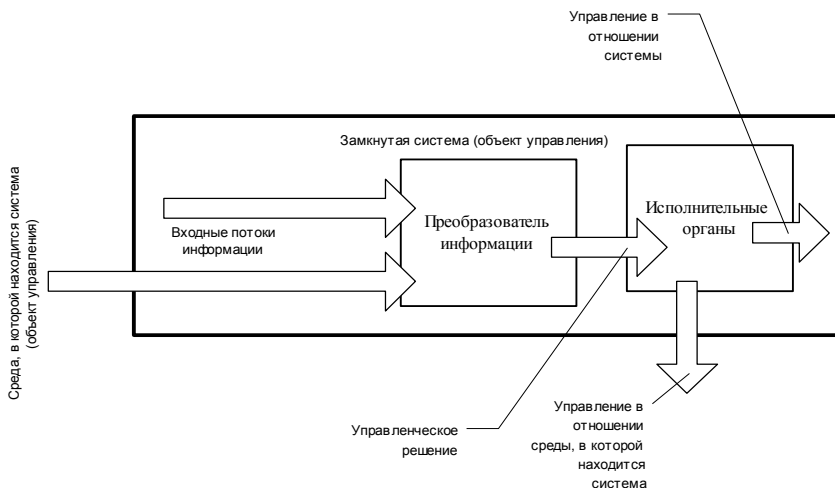 Управление в
отношении
системы
Замкнутая система (объект управления)
Среда, в которой находится система
(объект управления)
Входные потоки
информации
Преобразователь
информации
Исполнительные
органы
Управленческое
решение
Управление в
отношении
среды, в которой
находится
система